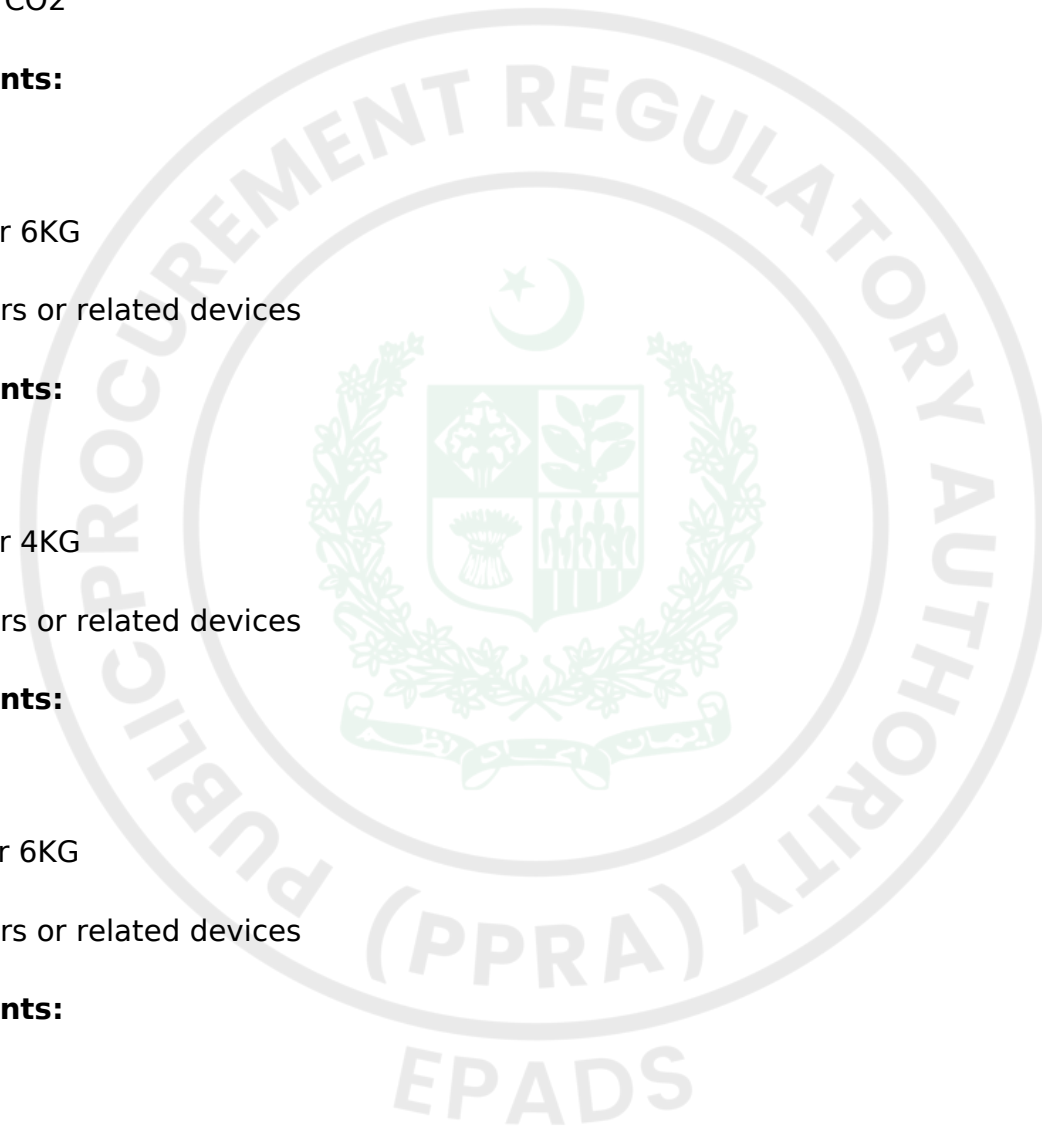 CO2
nts:
r 6KG
rs or related devices
nts:
r 4KG
rs or related devices
nts:
r 6KG
rs or related devices
nts:
PUBLIC PROCUREMENT REGULATORY AUTHORITY
(PPRA)
EPADS